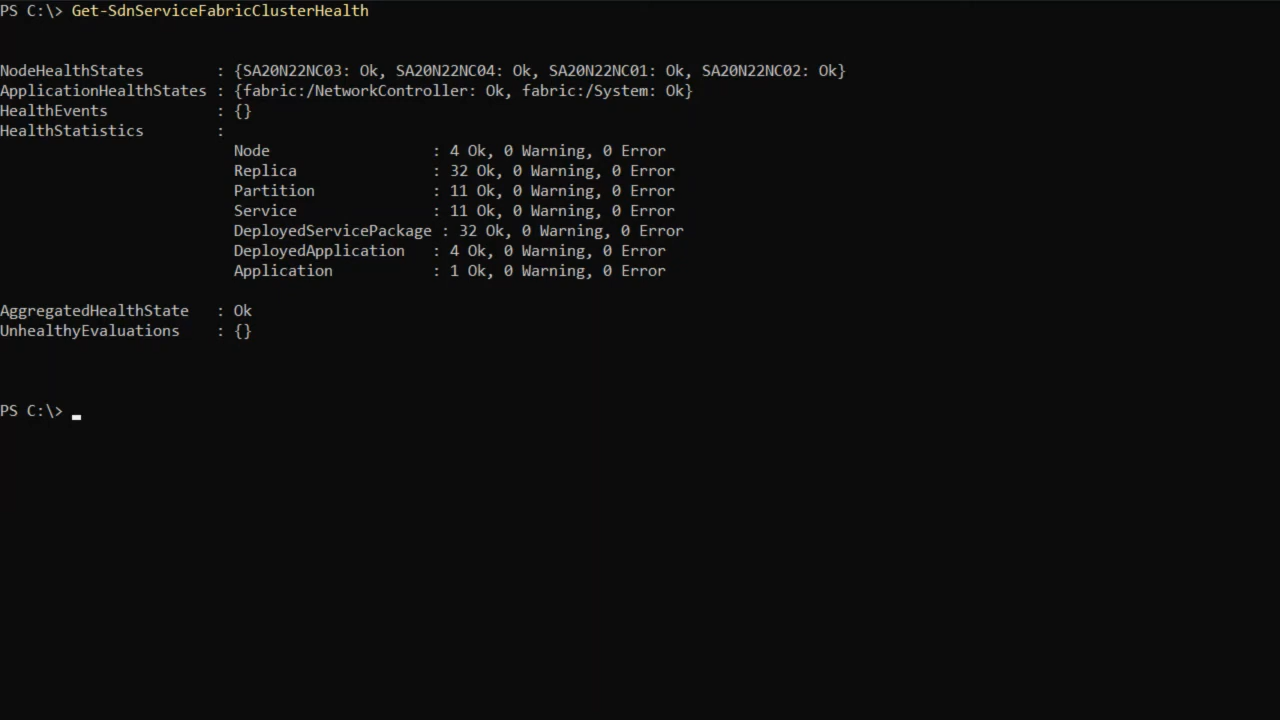 PS C:\> Get-SdnServiceFabricClusterHealth
NodeHealthStates        : {SA20N22NC03: Ok, SA20N22NC04: Ok, SA20N22NC01: Ok, SA20N22NC02: Ok}
ApplicationHealthStates : {fabric:/NetworkController: Ok, fabric:/System: Ok}
HealthEvents            : {}
HealthStatistics        :
                          Node                  : 4 Ok, 0 Warning, 0 Error
                          Replica               : 32 Ok, 0 Warning, 0 Error
                          Partition             : 11 Ok, 0 Warning, 0 Error
                          Service               : 11 Ok, 0 Warning, 0 Error
                          DeployedServicePackage : 32 Ok, 0 Warning, 0 Error
                          DeployedApplication   : 4 Ok, 0 Warning, 0 Error
                          Application           : 1 Ok, 0 Warning, 0 Error
AggregatedHealthState   : Ok
UnhealthyEvaluations    : {}
PS C:\>